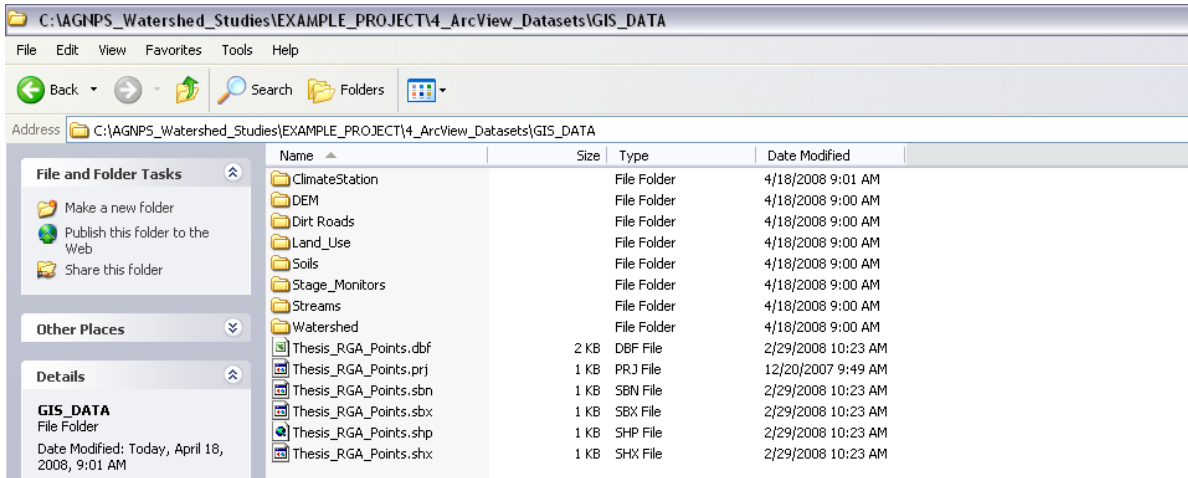 C:\AGNPS_Watershed_Studies\EXAMPLE_PROJECT\4_ArcView_Datasets\GIS_DATA
File Edit View Favorites Tools Help
Back Search Folders
Address C:\AGNPS_Watershed_Studies\EXAMPLE_PROJECT\4_ArcView_Datasets\GIS_DATA
File and Folder Tasks
Make a new folder
Publish this folder to the
Web
Share this folder
Other Places
Details
GIS_DATA
File Folder
Date Modified: Today, April 18,
2008, 9:01 AM
Name Size Type Date Modified
ClimateStation File Folder 4/18/2008 9:01 AM
DEM File Folder 4/18/2008 9:00 AM
Dirt Roads File Folder 4/18/2008 9:00 AM
Land_Use File Folder 4/18/2008 9:00 AM
Soils File Folder 4/18/2008 9:00 AM
Stage_Monitors File Folder 4/18/2008 9:00 AM
Streams File Folder 4/18/2008 9:00 AM
Watershed File Folder 4/18/2008 9:00 AM
Thesis_RGA_Points.dbf 2 KB DBF File 2/29/2008 10:23 AM
Thesis_RGA_Points.prj 1 KB PRJ File 12/20/2007 9:49 AM
Thesis_RGA_Points.sbn 1 KB SBN File 2/29/2008 10:23 AM
Thesis_RGA_Points.sbx 1 KB SBX File 2/29/2008 10:23 AM
Thesis_RGA_Points.shp 1 KB SHP File 2/29/2008 10:23 AM
Thesis_RGA_Points.shx 1 KB SHX File 2/29/2008 10:23 AM